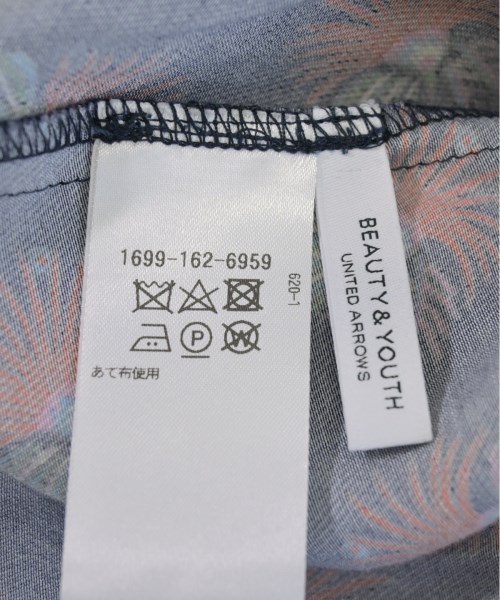 1699-162-6959
620-1
P
W
あて布使用
BEAUTY & YOUTH
UNITED ARROWS